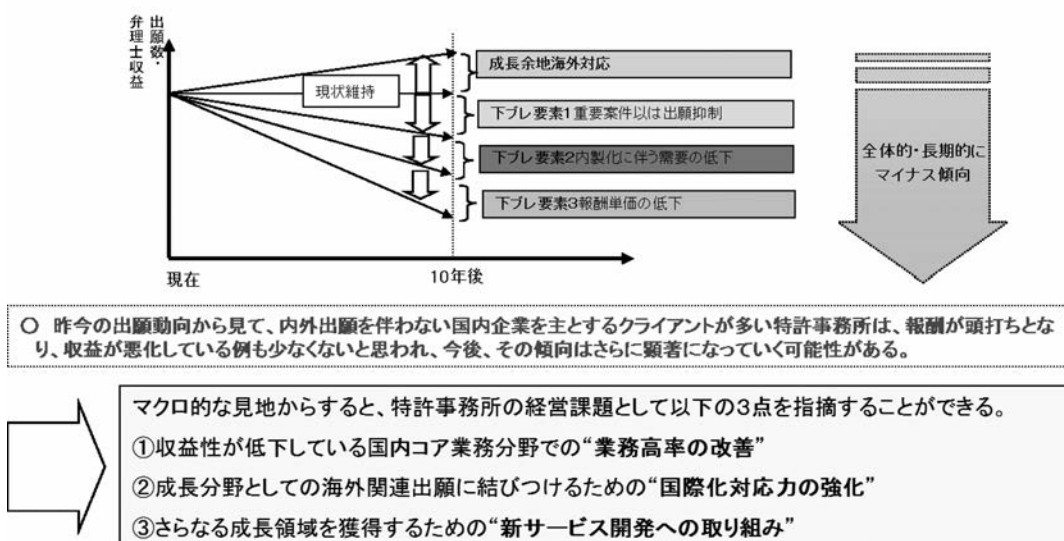 出願数・
弁理士収益
成長余地海外対応
現状維持
下ブレ要素1重要案件以は出願抑制
下ブレ要素2内製化に伴う需要の低下
下ブレ要素3報酬単価の低下
現在
10年後
全体的・長期的に
マイナス傾向
○ 昨今の出願動向から見て、内外出願を伴わない国内企業を主とするクライアントが多い特許事務所は、報酬が頭打ちとな
り、収益が悪化している例も少なくないと思われ、今後、その傾向はさらに顕著になっていく可能性がある。
マクロ的な見地からすると、特許事務所の経営課題として以下の3点を指摘することができる。
①収益性が低下している国内コア業務分野での“業務高率の改善”
②成長分野としての海外関連出願に結びつけるための“国際化対応力の強化”
③さらなる成長領域を獲得するための“新サービス開発への取り組み”